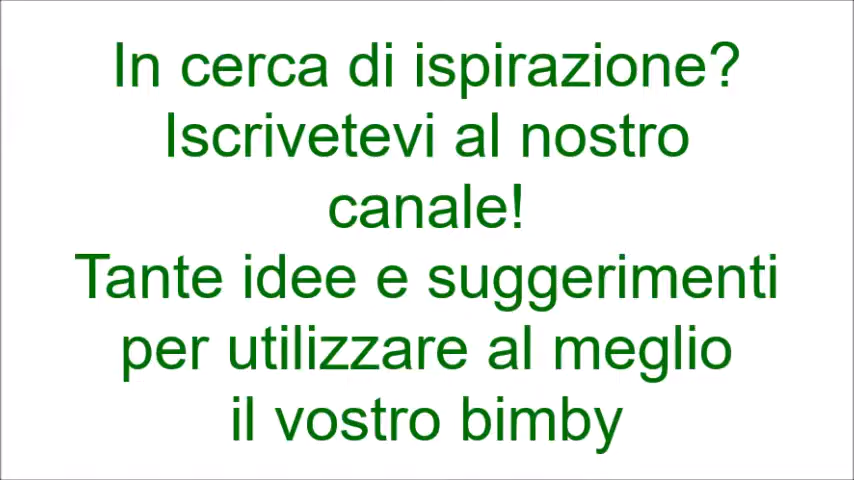 In cerca di ispirazione?
Iscrivetevi al nostro
canale!
Tante idee e suggerimenti
per utilizzare al meglio
il vostro bimby